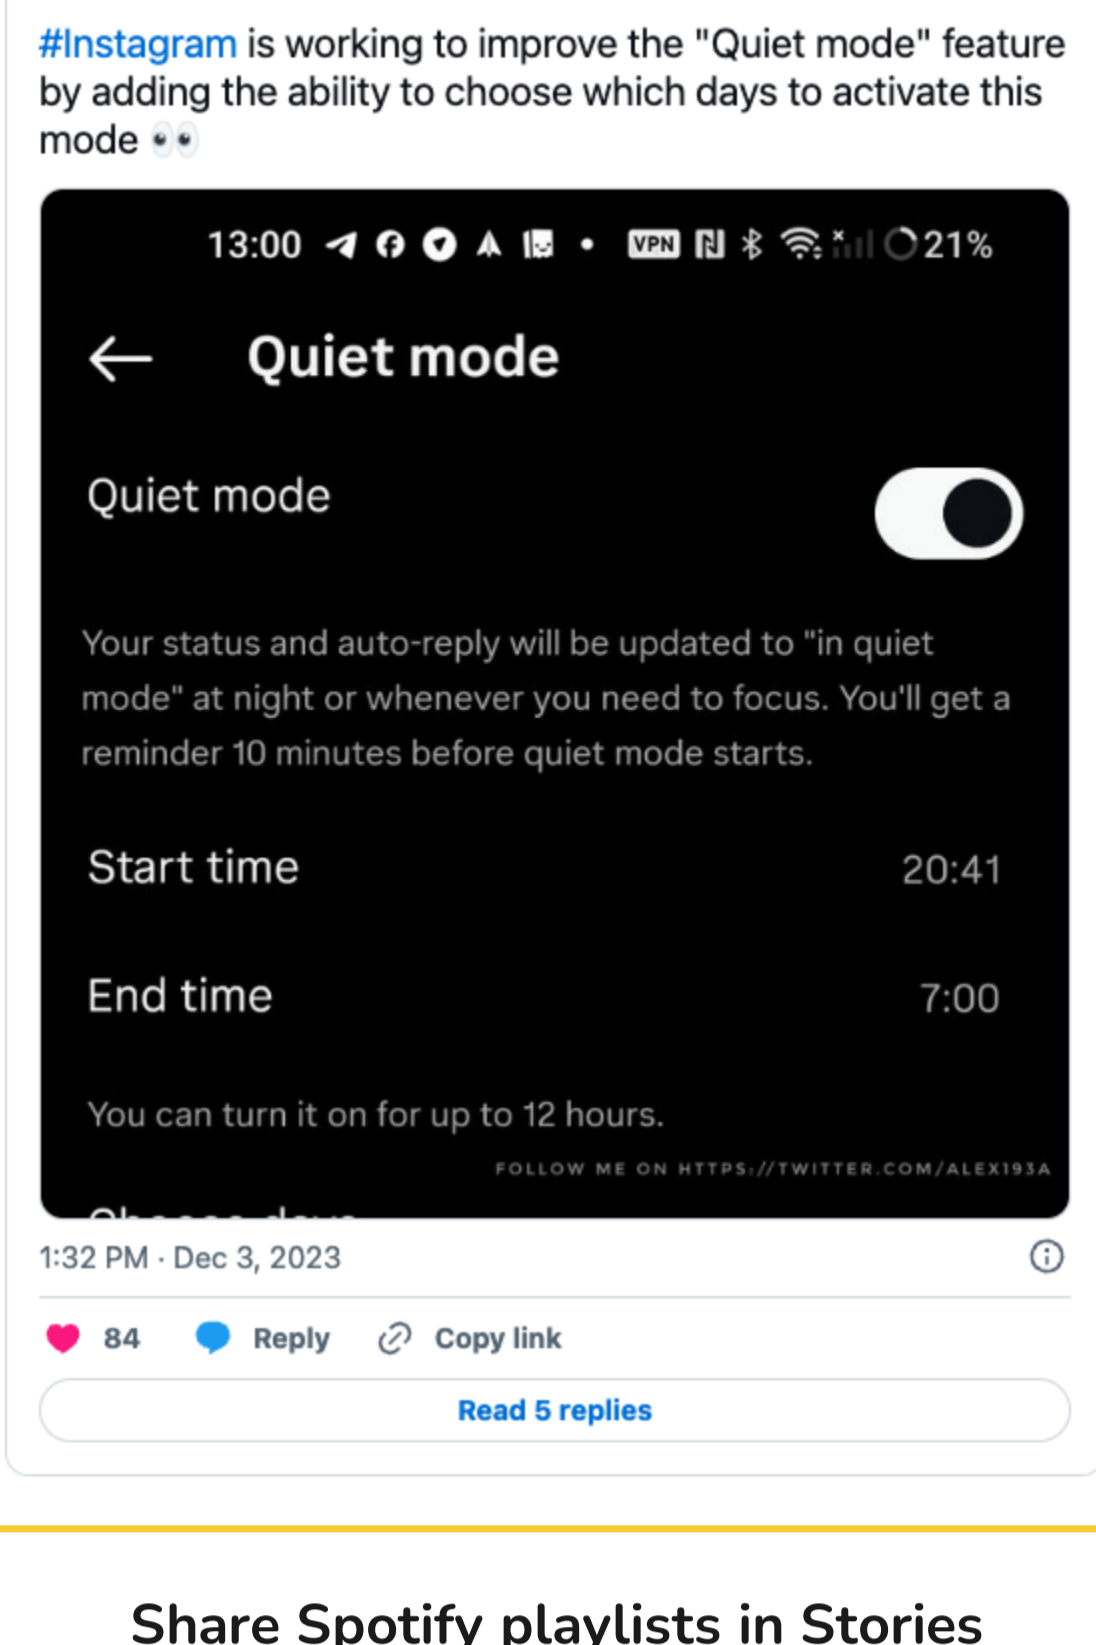 #Instagram is working to improve the "Quiet mode" feature
by adding the ability to choose which days to activate this
mode 👀
13:00 VPN 21%
Quiet mode
Quiet mode
Your status and auto-reply will be updated to "in quiet
mode" at night or whenever you need to focus. You'll get a
reminder 10 minutes before quiet mode starts.
Start time 20:41
End time 7:00
You can turn it on for up to 12 hours.
FOLLOW ME ON HTTPS://TWITTER.COM/ALEX193A
Choose days
1:32 PM · Dec 3, 2023
84 Reply Copy link
Read 5 replies
Share Spotify playlists in Stories